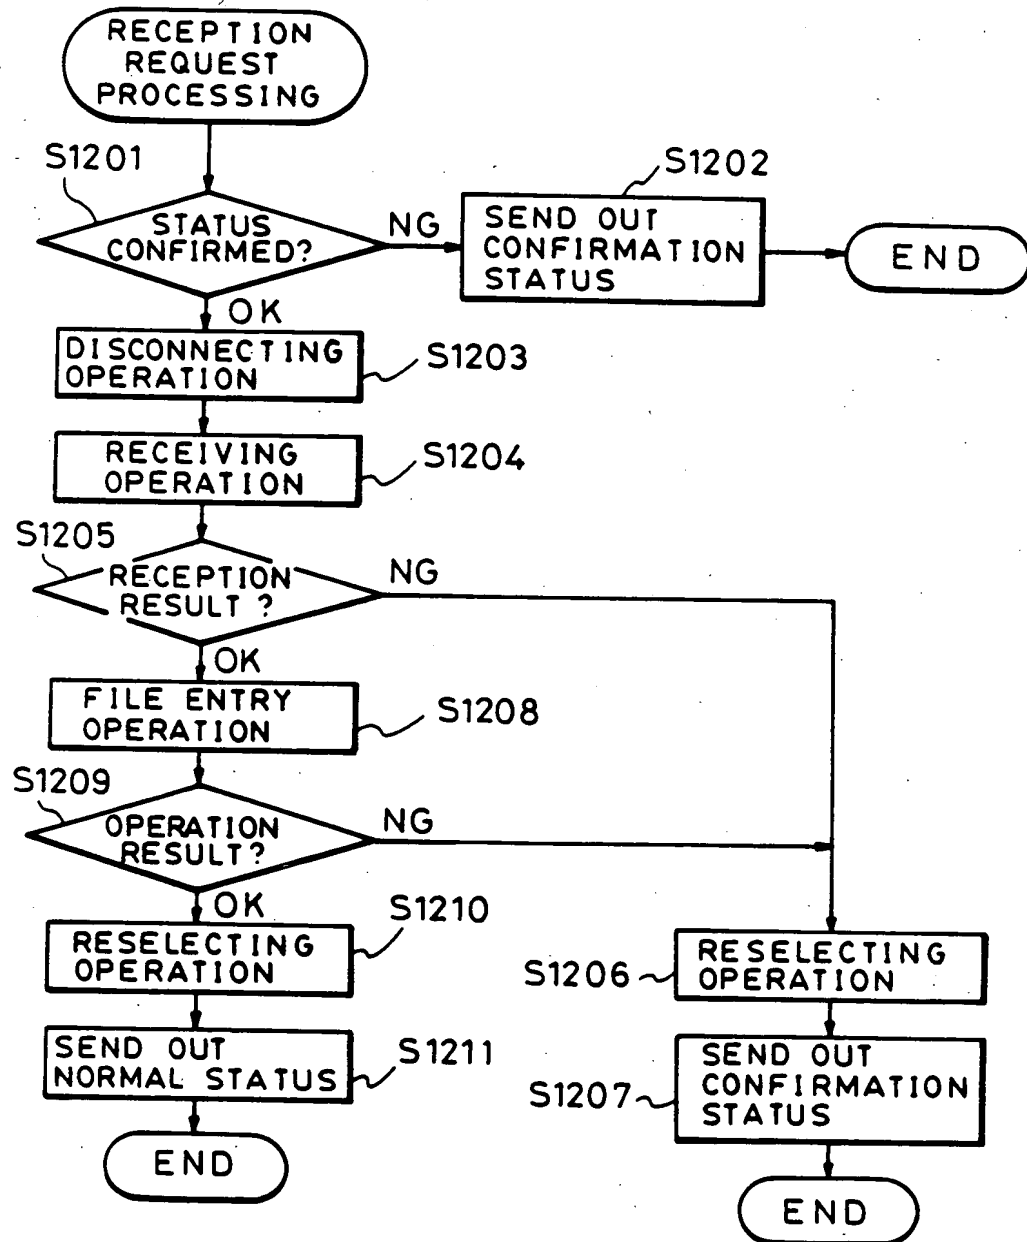 RECEPTION
REQUEST
PROCESSING
S1201
STATUS
CONFIRMED?
NG
S1202
SEND OUT
CONFIRMATION
STATUS
END
OK
DISCONNECTING
OPERATION
S1203
RECEIVING
OPERATION
S1204
S1205
RECEPTION
RESULT ?
NG
OK
FILE ENTRY
OPERATION
S1208
S1209
OPERATION
RESULT?
NG
OK
S1210
RESELECTING
OPERATION
SEND OUT
NORMAL STATUS
S1211
END
S1206
RESELECTING
OPERATION
S1207
SEND OUT
CONFIRMATION
STATUS
END